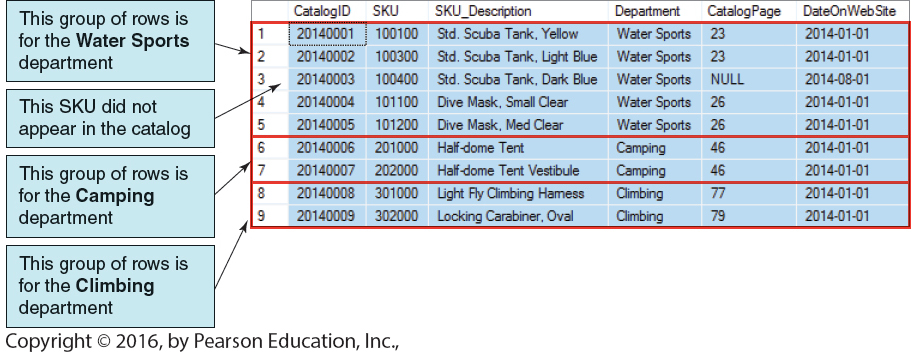 This group of rows is
for the Water Sports
department
This SKU did not
appear in the catalog
This group of rows is
for the Camping
department
This group of rows is
for the Climbing
department
CatalogID SKU SKU_Description Department CatalogPage DateOnWebSite
1 20140001 100100 Std. Scuba Tank, Yellow Water Sports 23 2014-01-01
2 20140002 100300 Std. Scuba Tank, Light Blue Water Sports 23 2014-01-01
3 20140003 100400 Std. Scuba Tank, Dark Blue Water Sports NULL 2014-08-01
4 20140004 101100 Dive Mask, Small Clear Water Sports 26 2014-01-01
5 20140005 101200 Dive Mask, Med Clear Water Sports 26 2014-01-01
6 20140006 201000 Half-dome Tent Camping 46 2014-01-01
7 20140007 202000 Half-dome Tent Vestibule Camping 46 2014-01-01
8 20140008 301000 Light Fly Climbing Harness Climbing 77 2014-01-01
9 20140009 302000 Locking Carabiner, Oval Climbing 79 2014-01-01
Copyright © 2016, by Pearson Education, Inc.,